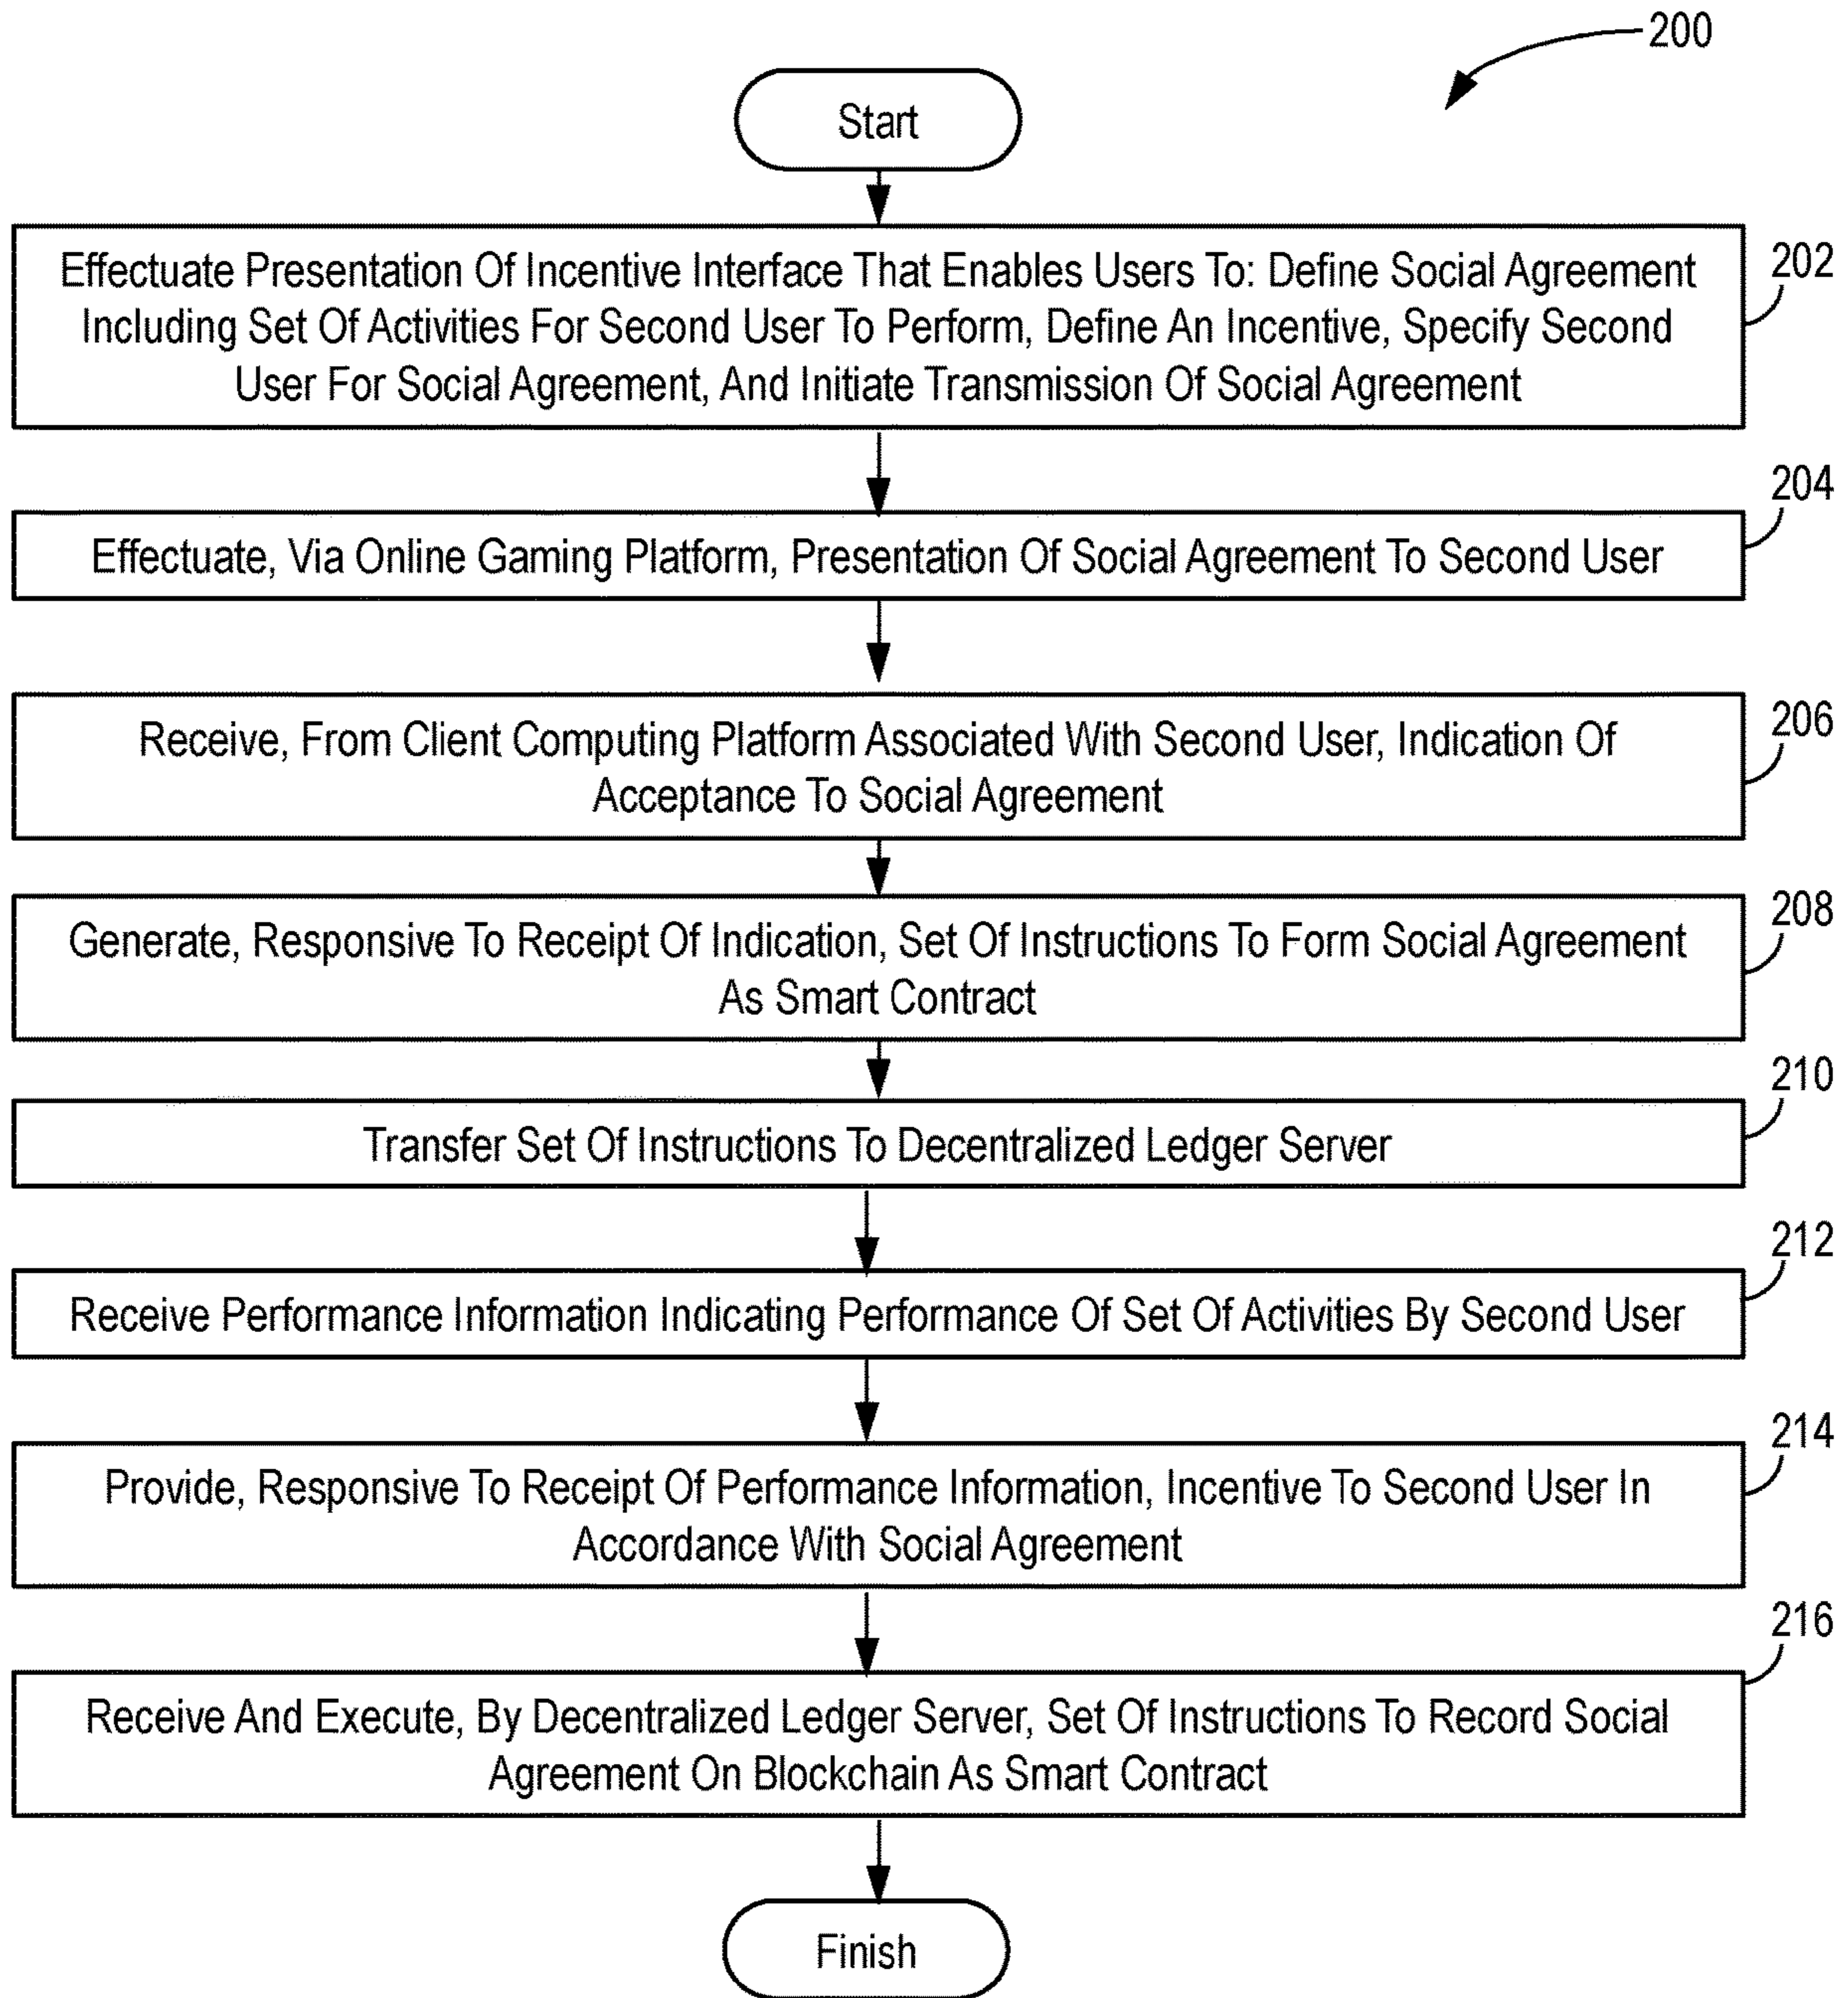 200
Start
Effectuate Presentation Of Incentive Interface That Enables Users To: Define Social Agreement
Including Set Of Activities For Second User To Perform, Define An Incentive, Specify Second
User For Social Agreement, And Initiate Transmission Of Social Agreement
202
Effectuate, Via Online Gaming Platform, Presentation Of Social Agreement To Second User
204
Receive, From Client Computing Platform Associated With Second User, Indication Of
Acceptance To Social Agreement
206
Generate, Responsive To Receipt Of Indication, Set Of Instructions To Form Social Agreement
As Smart Contract
208
Transfer Set Of Instructions To Decentralized Ledger Server
210
Receive Performance Information Indicating Performance Of Set Of Activities By Second User
212
Provide, Responsive To Receipt Of Performance Information, Incentive To Second User In
Accordance With Social Agreement
214
Receive And Execute, By Decentralized Ledger Server, Set Of Instructions To Record Social
Agreement On Blockchain As Smart Contract
216
Finish